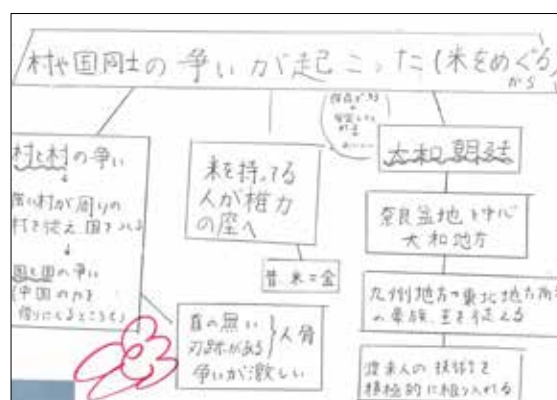 村や国同士の争いが起こった(米をめぐる
から
村と村の争い
強い村が周りの
村を従え、国をつくる
国と国の争い
(中国の力を
借りにくるところも)
米を持ってる
人が権力
の座へ
昔 米=金
首の無い
刃跡がある
人骨
争いが激しい
大和朝廷
奈良盆地を中心
大和地方
九州地方〜東北地方南部
の豪族、王を従える
渡来人の技術を
積極的に取り入れる